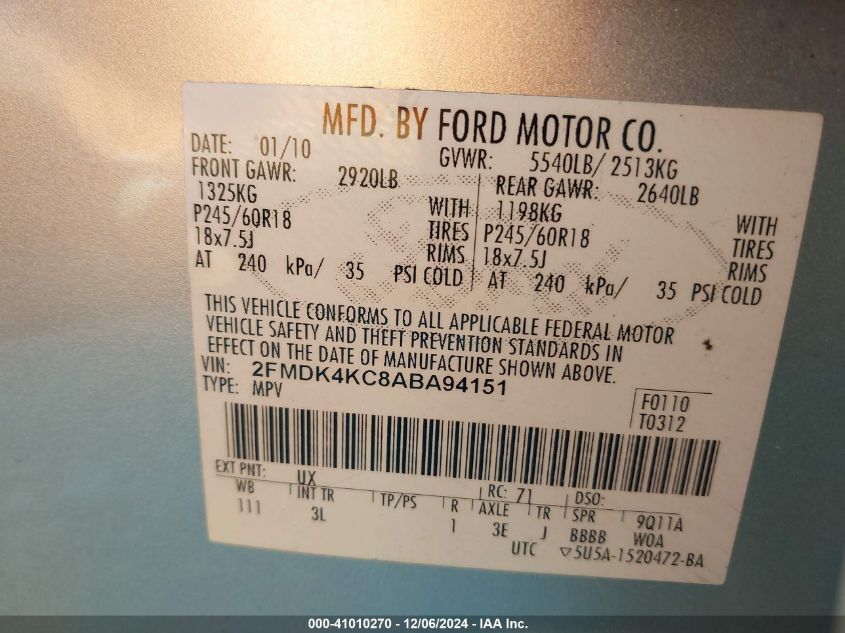 MFD. BY FORD MOTOR CO.
DATE: 01/10 GVWR: 5540LB/ 2513KG
FRONT GAWR: 2920LB REAR GAWR: 2640LB
1325KG WITH 1198KG WITH
P245/60R18 TIRES P245/60R18 TIRES
18x7.5J RIMS 18x7.5J RIMS
AT 240 kPa/ 35 PSI COLD AT 240 kPa/ 35 PSI COLD
THIS VEHICLE CONFORMS TO ALL APPLICABLE FEDERAL MOTOR
VEHICLE SAFETY AND THEFT PREVENTION STANDARDS IN
EFFECT ON THE DATE OF MANUFACTURE SHOWN ABOVE.
VIN: 2FMDK4KC8ABA94151
TYPE: MPV
F0110
T0312
EXT PNT: UX RC: 71 DSO:
WB INT TR TP/PS R AXLE TR SPR 9Q11A
111 3L 1 3E J BBBB WOA
UTC ▽5U5A-1520472-BA
000-41010270 - 12/06/2024 - IAA Inc.